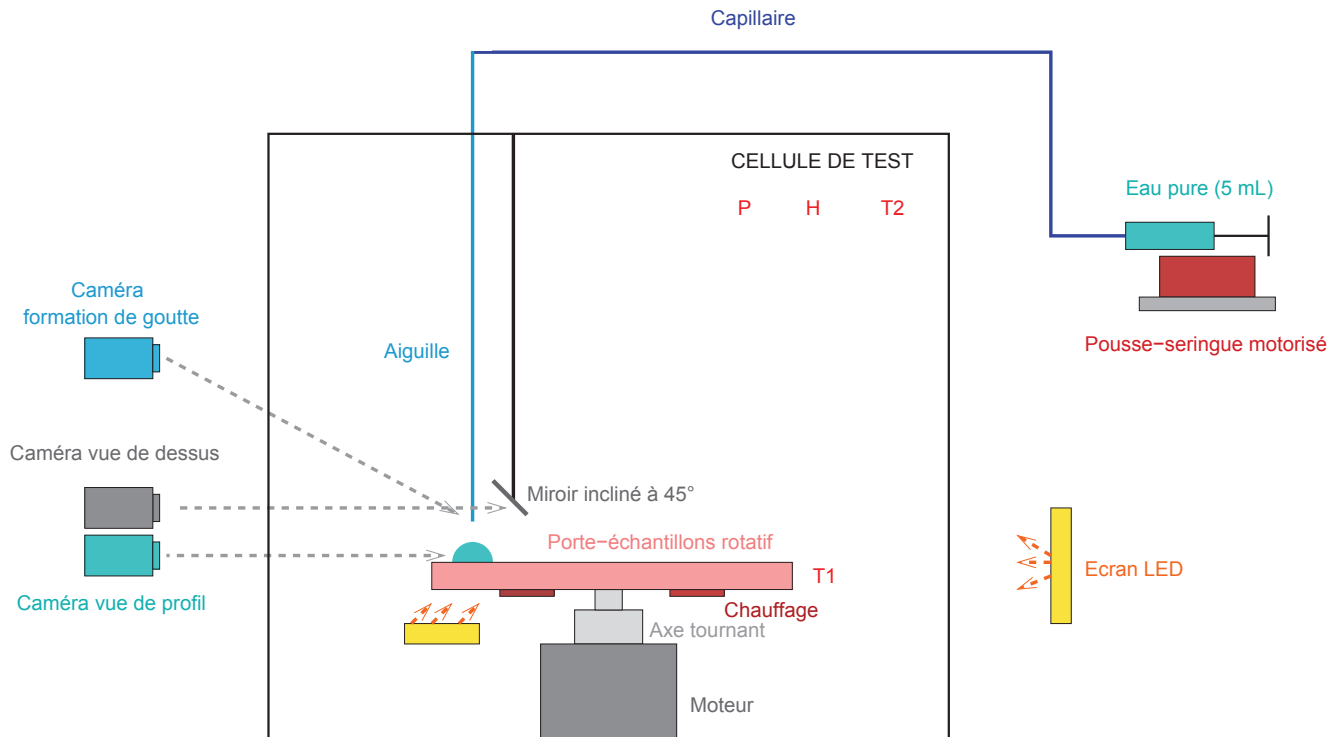 Capillaire
CELLULE DE TEST
P H T2
Eau pure (5 mL)
Pousse−seringue motorisé
Caméra
formation de goutte
Aiguille
Caméra vue de dessus
Miroir incliné à 45°
Porte−échantillons rotatif
T1
Ecran LED
Caméra vue de profil
Chauffage
Axe tournant
Moteur